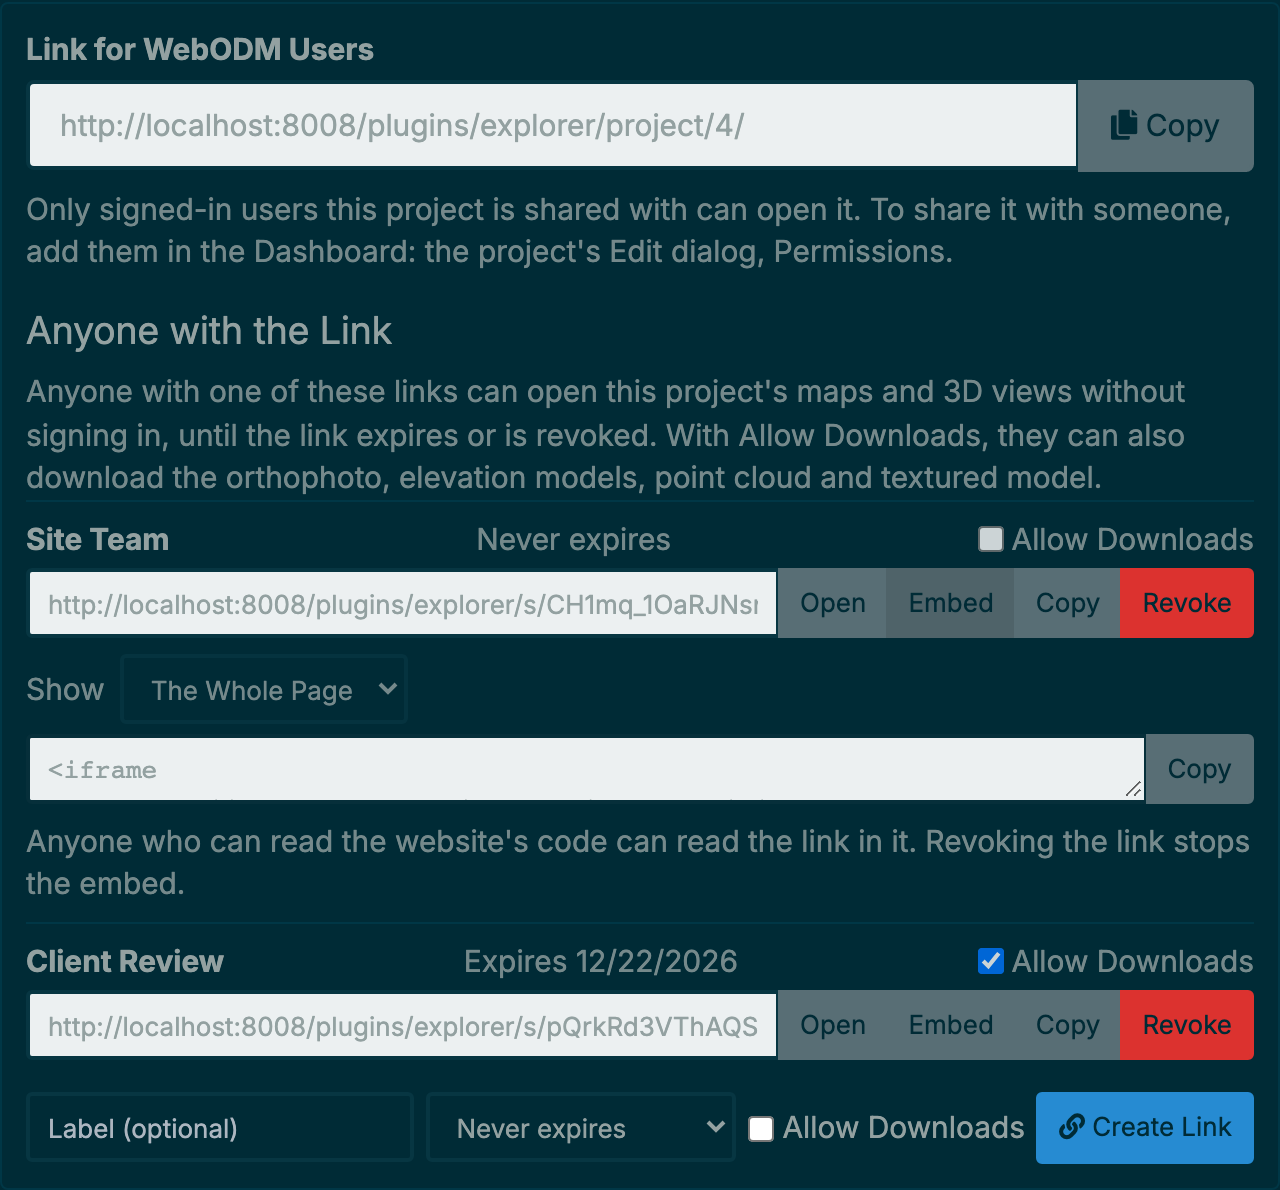 Link for WebODM Users
http://localhost:8008/plugins/explorer/project/4/
Copy
Only signed-in users this project is shared with can open it. To share it with someone,
add them in the Dashboard: the project's Edit dialog, Permissions.
Anyone with the Link
Anyone with one of these links can open this project's maps and 3D views without
signing in, until the link expires or is revoked. With Allow Downloads, they can also
download the orthophoto, elevation models, point cloud and textured model.
Site Team Never expires Allow Downloads
http://localhost:8008/plugins/explorer/s/CH1mq_1OaRJNsr Open Embed Copy Revoke
Show The Whole Page
<iframe Copy
Anyone who can read the website's code can read the link in it. Revoking the link stops
the embed.
Client Review Expires 12/22/2026 Allow Downloads
http://localhost:8008/plugins/explorer/s/pQrkRd3VThAQS Open Embed Copy Revoke
Label (optional) Never expires Allow Downloads Create Link